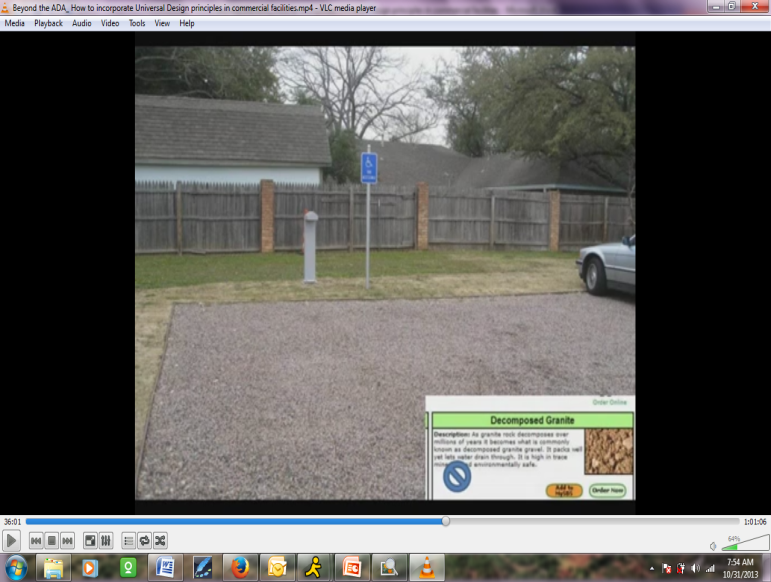 Beyond the ADA_ How to incorporate Universal Design principles in commercial facilities.mp4 - VLC media player
Media Playback Audio Video Tools View Help
Order Online
Decomposed Granite
Description: As granite rock decomposes over
millions of years it becomes what is commonly
known as decomposed granite gravel. It packs well
yet lets water drain through. It is high in trace
environmentally safe.
Add to
Order Now
36:01
1:01:06
64%
7:54 AM
10/31/2013